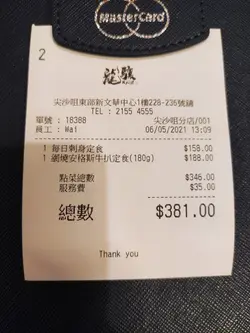 MasterCard
2
龍駿
尖沙咀東部新文華中心1樓228-236號舖
TEL : 2155 4555
單號 : 18388 尖沙咀分店/001
員工 : Mai 06/05/2021 13:09
1 每日刺身定食 $158.00
1 網燒安格斯牛扒定食(180g) $188.00
點菜總數 $346.00
服務費 $35.00
總數 $381.00
Thank you